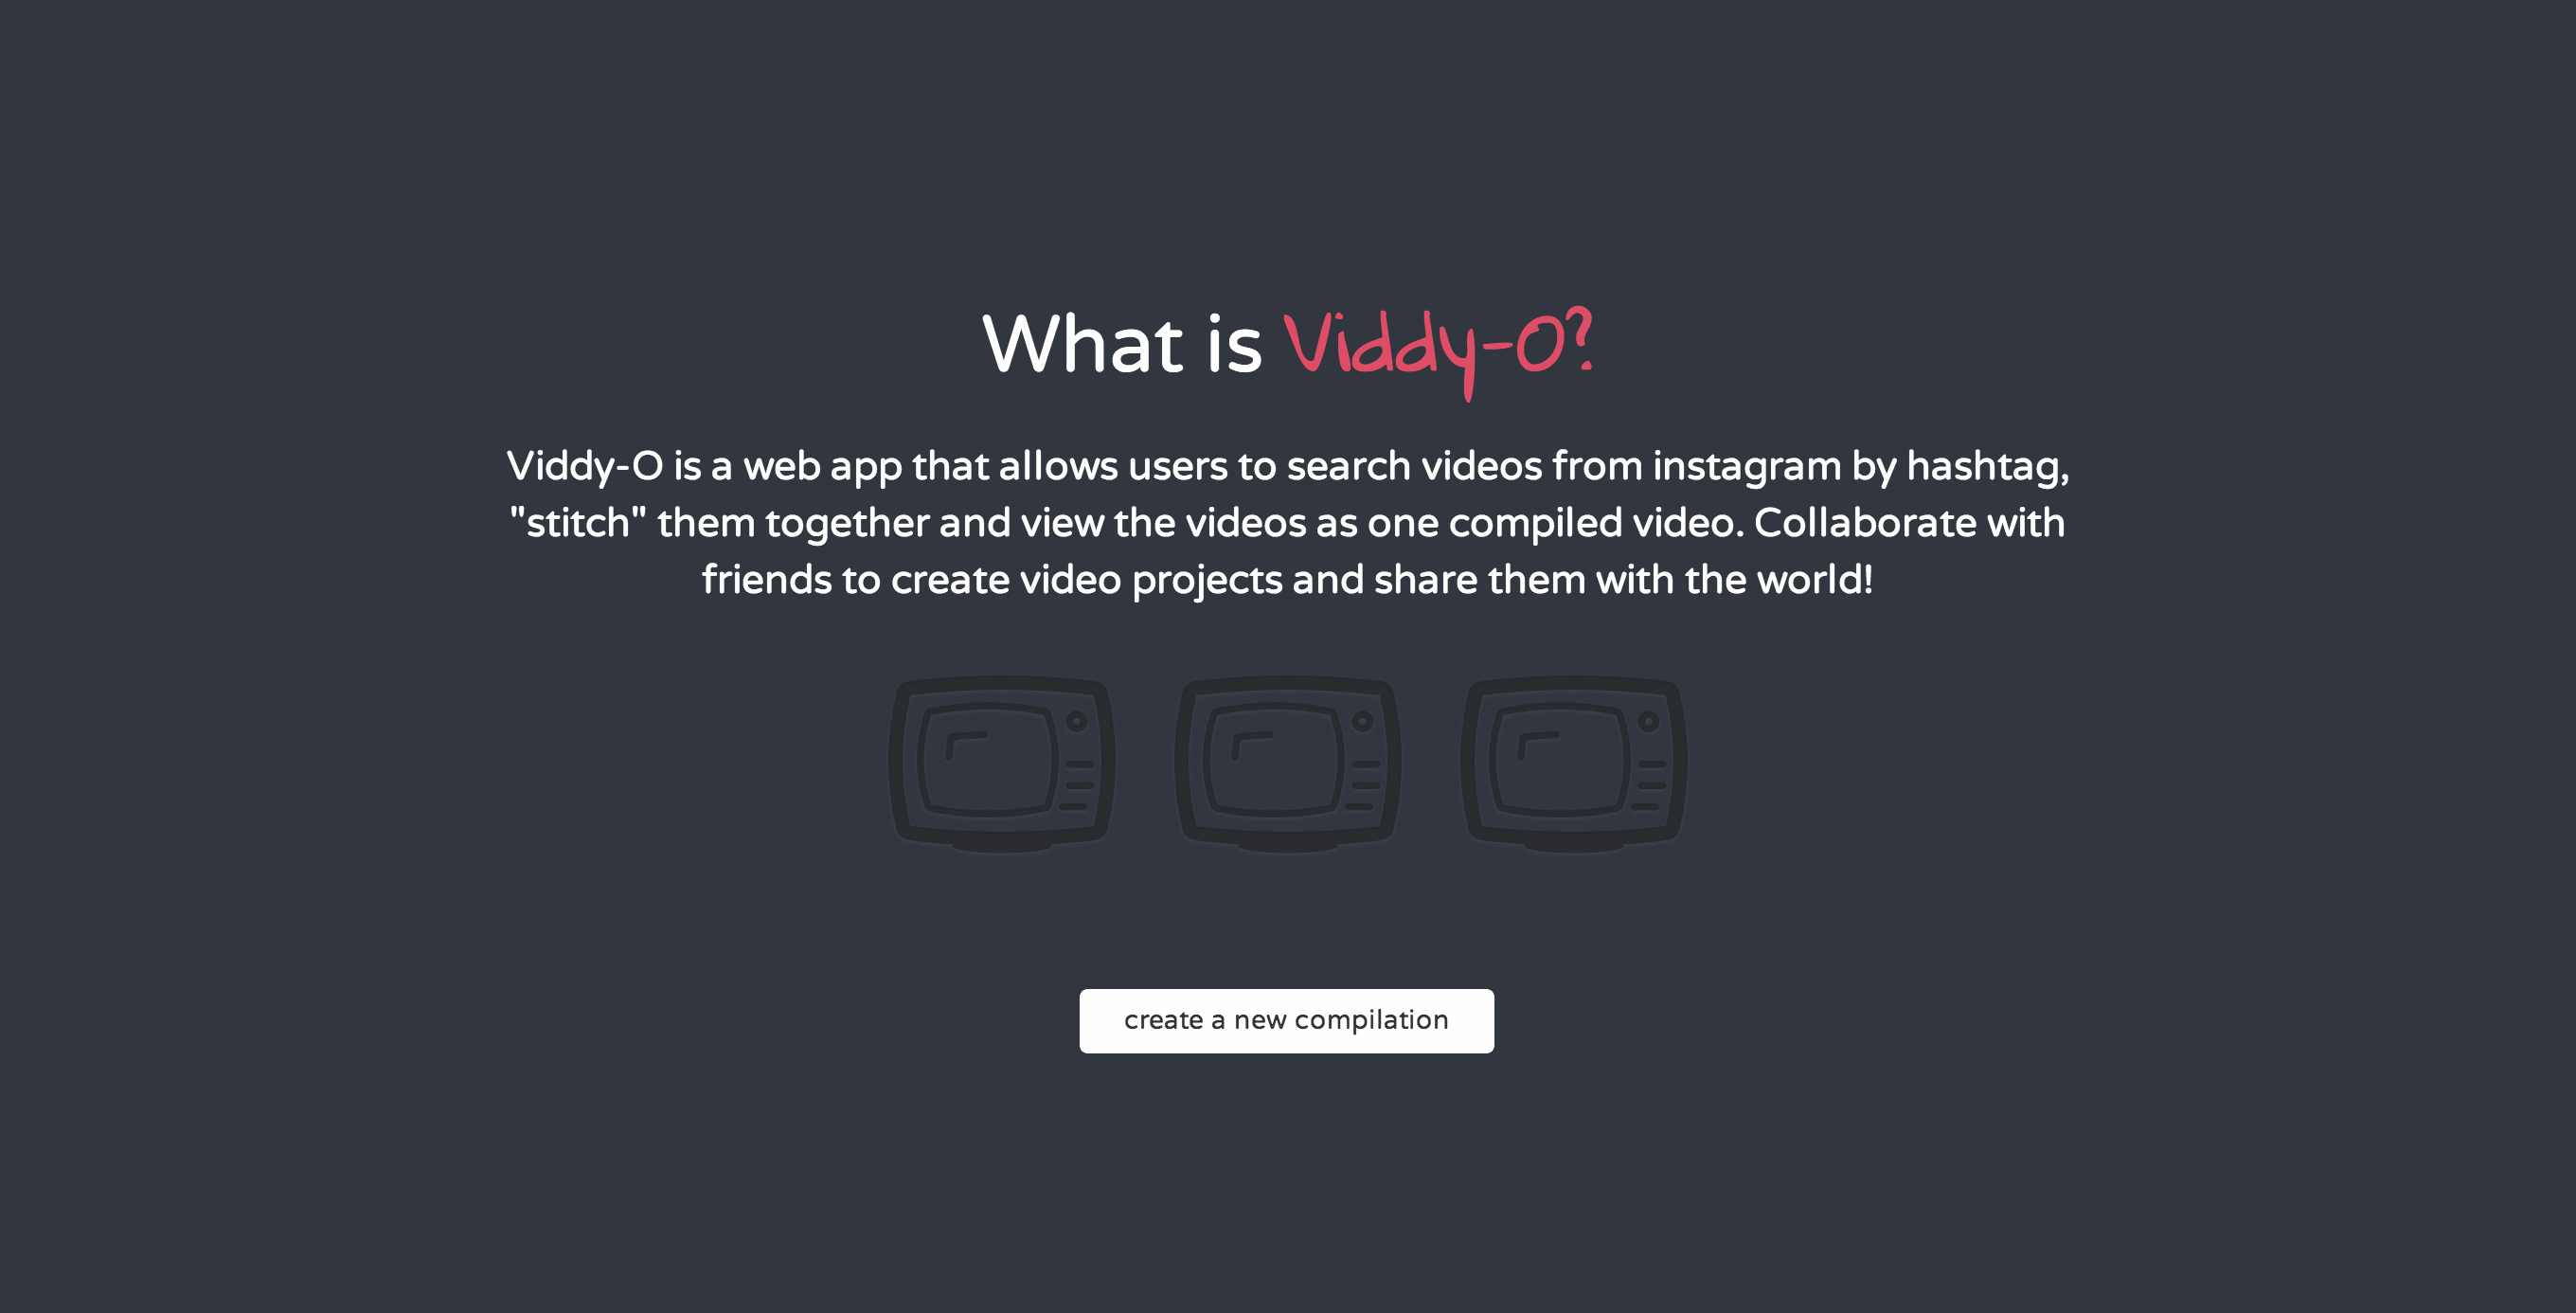 What is Viddy-O?
Viddy-O is a web app that allows users to search videos from instagram by hashtag,
"stitch" them together and view the videos as one compiled video. Collaborate with
friends to create video projects and share them with the world!
create a new compilation